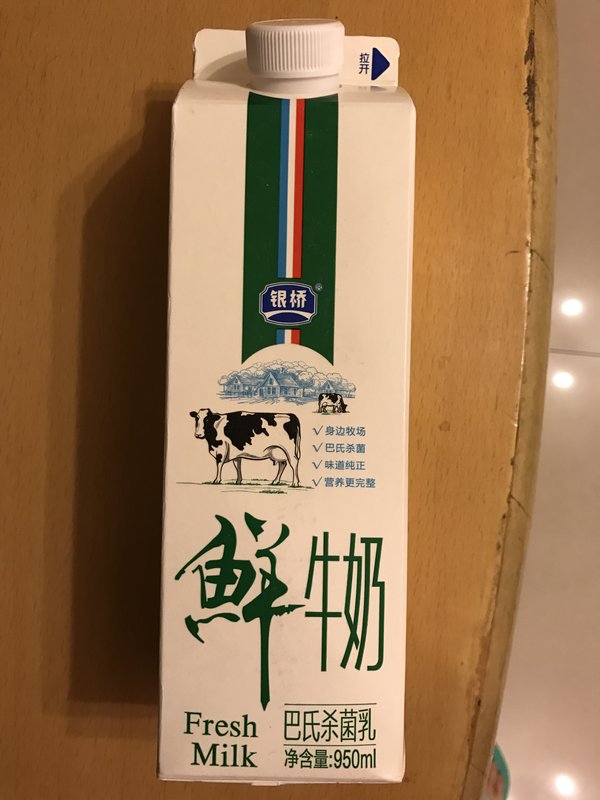 拉开
银桥
®
身边牧场
巴氏杀菌
味道纯正
营养更完整
鲜牛奶
Fresh
Milk
巴氏杀菌乳
净含量:950ml